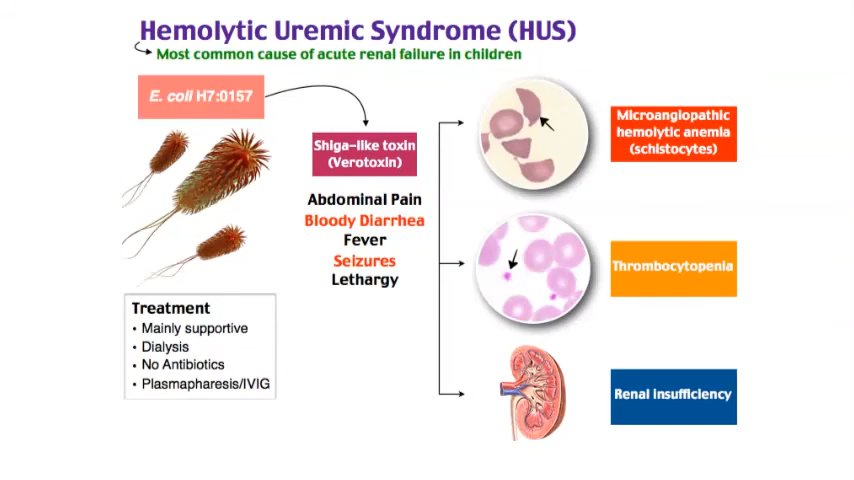 Hemolytic Uremic Syndrome (HUS)
Most common cause of acute renal failure in children
E. coli H7:0157
Shiga-like toxin
(Verotoxin)
Abdominal Pain
Bloody Diarrhea
Fever
Seizures
Lethargy
Microangiopathic
hemolytic anemia
(schistocytes)
Thrombocytopenia
Renal Insufficiency
Treatment
• Mainly supportive
• Dialysis
• No Antibiotics
• Plasmapharesis/IVIG